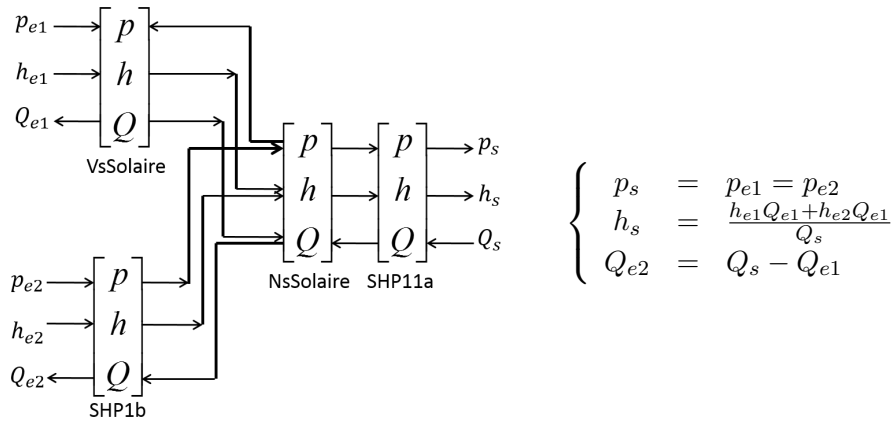 p_{e1} p
h_{e1} h
Q_{e1} Q
VsSolaire
p p p_s
h h h_s
Q Q Q_s
NsSolaire SHP11a
p_{e2} p
h_{e2} h
Q_{e2} Q
SHP1b
p_s = p_{e1} = p_{e2}
h_s = \frac{h_{e1}Q_{e1}+h_{e2}Q_{e1}}{Q_s}
Q_{e2} = Q_s - Q_{e1}